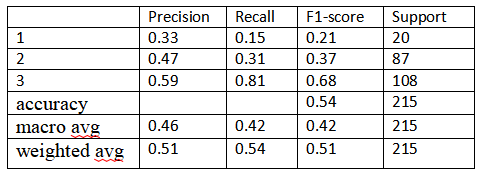 Precision Recall F1-score Support
1 0.33 0.15 0.21 20
2 0.47 0.31 0.37 87
3 0.59 0.81 0.68 108
accuracy 0.54 215
macro avg 0.46 0.42 0.42 215
weighted avg 0.51 0.54 0.51 215